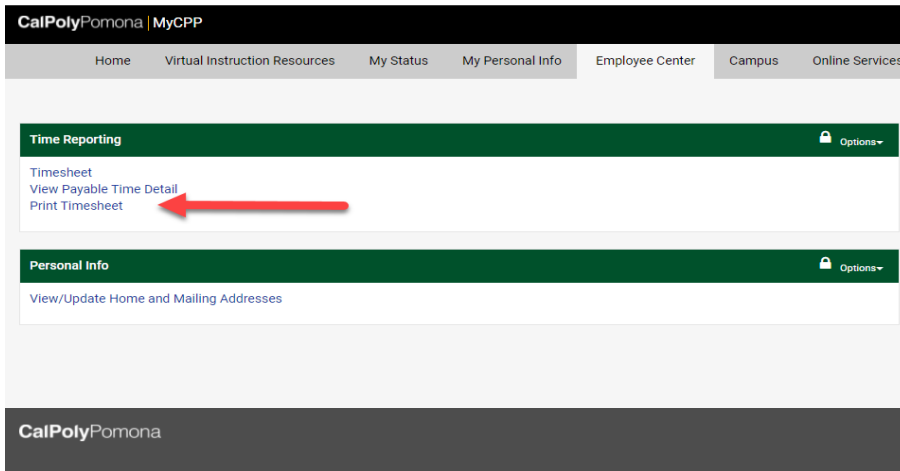 CalPolyPomona | MyCPP
Home Virtual Instruction Resources My Status My Personal Info Employee Center Campus Online Services
Time Reporting Options
Timesheet
View Payable Time Detail
Print Timesheet
Personal Info Options
View/Update Home and Mailing Addresses
CalPolyPomona